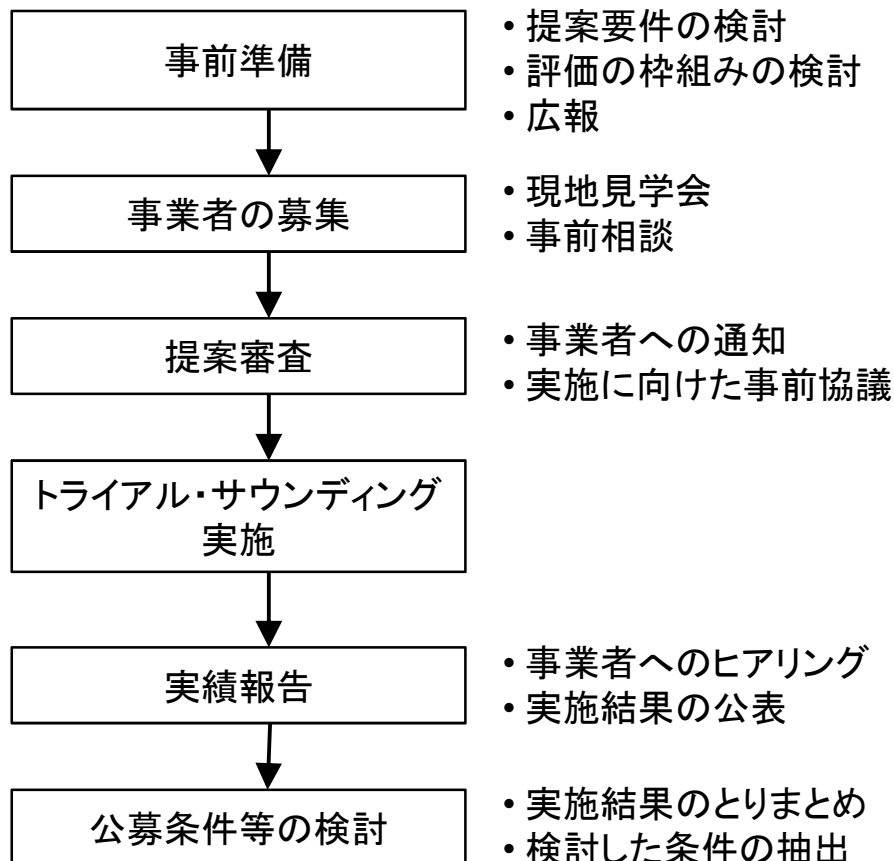 事前準備
・提案要件の検討
・評価の枠組みの検討
・広報
事業者の募集
・現地見学会
・事前相談
提案審査
・事業者への通知
・実施に向けた事前協議
トライアル・サウンディング
実施
実績報告
・事業者へのヒアリング
・実施結果の公表
公募条件等の検討
・実施結果のとりまとめ
・検討した条件の抽出